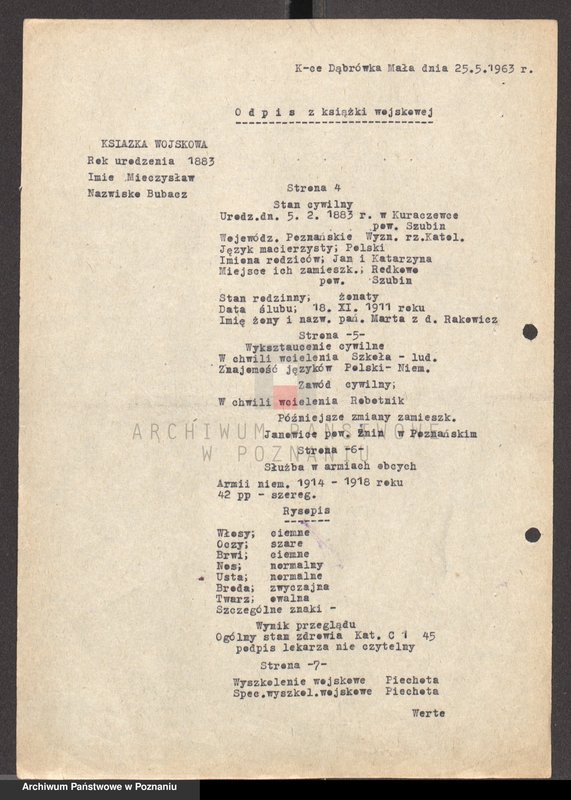 K-ce Dąbrówka Mała dnia 25.5.1963 r.
O d p i s z książki wojskowej
KSIAZKA WOJSKOWA
Rok urodzenia 1883
Imie Mieczysław
Nazwisko Bubacz
Strona 4
Stan cywilny
Urodz.dn. 5. 2. 1883 r. w Kuraczewce
pow. Szubin
Wojewódz. Poznańskie Wyzn. rz.Katol.
Język macierzysty; Polski
Imiona rodziców; Jan i Katarzyna
Miejsce ich zamieszk.; Redkowo
pow. Szubin
Stan rodzinny; żonaty
Data ślubu; 18. XI. 1911 roku
Imię żony i nazw. pań. Marta z d. Rakowicz
Strona -5-
Wyksztaucenie cywilne
W chwili wcielenia Szkoła - lud.
Znajomość języków Polski- Niem.
Zawód cywilny;
W chwili wcielenia Robotnik
Późniejsze zmiany zamieszk.
ARCHIWUM PAŃSTWOWE
Janowice pow. Żnin w Poznańskim
W POZNANIU
Strona -6-
Służba w armiach obcych
Armii niem. 1914 - 1918 roku
42 pp - szereg.
Rysopis
Włosy; ciemne
Oczy; szare
Brwi; ciemne
Nos; normalny
Usta; normalne
Broda; zwyczajna
Twarz; owalna
Szczególne znaki -
Wynik przeglądu
Ogólny stan zdrowia Kat. C 1 45
podpis lekarza nie czytelny
Strona -7-
Wyszkolenie wojskowe Piechota
Spec.wyszkol.wojskowe Piechota
Werte
Archiwum Państwowe w Poznaniu